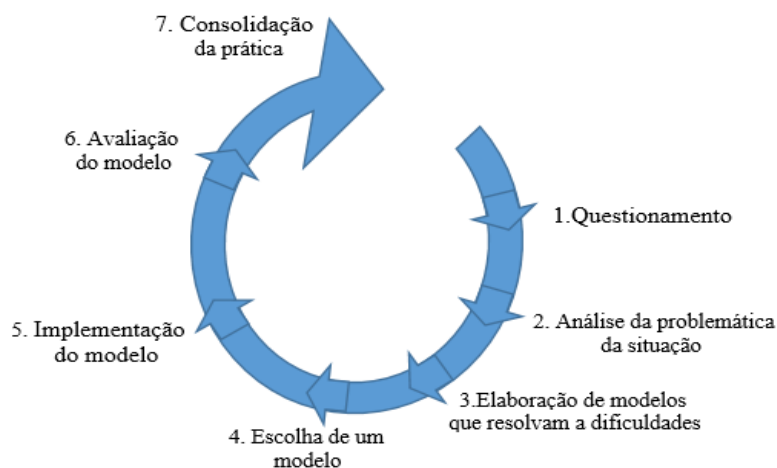 7. Consolidação
da prática
6. Avaliação
do modelo
1.Questionamento
5. Implementação
do modelo
2. Análise da problemática
da situação
3.Elaboração de modelos
que resolvam a dificuldades
4. Escolha de um
modelo